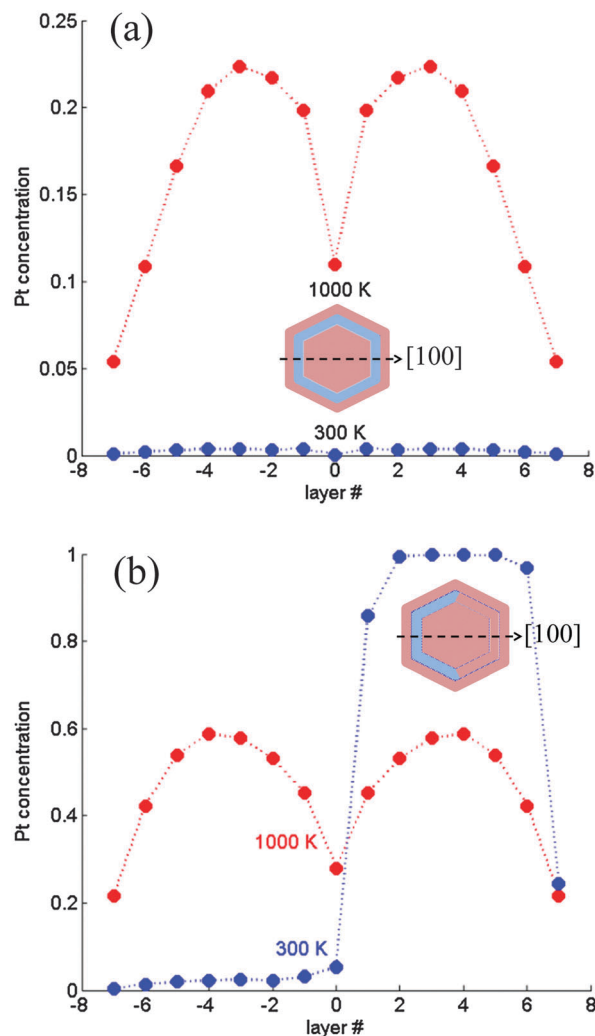 (a)
0.25
0.2
0.15
0.1
0.05
0
Pt concentration
1000 K
[100]
300 K
-8 -6 -4 -2 0 2 4 6 8
layer #
(b)
1
0.8
0.6
0.4
0.2
0
Pt concentration
[100]
1000 K
300 K
-8 -6 -4 -2 0 2 4 6 8
layer #